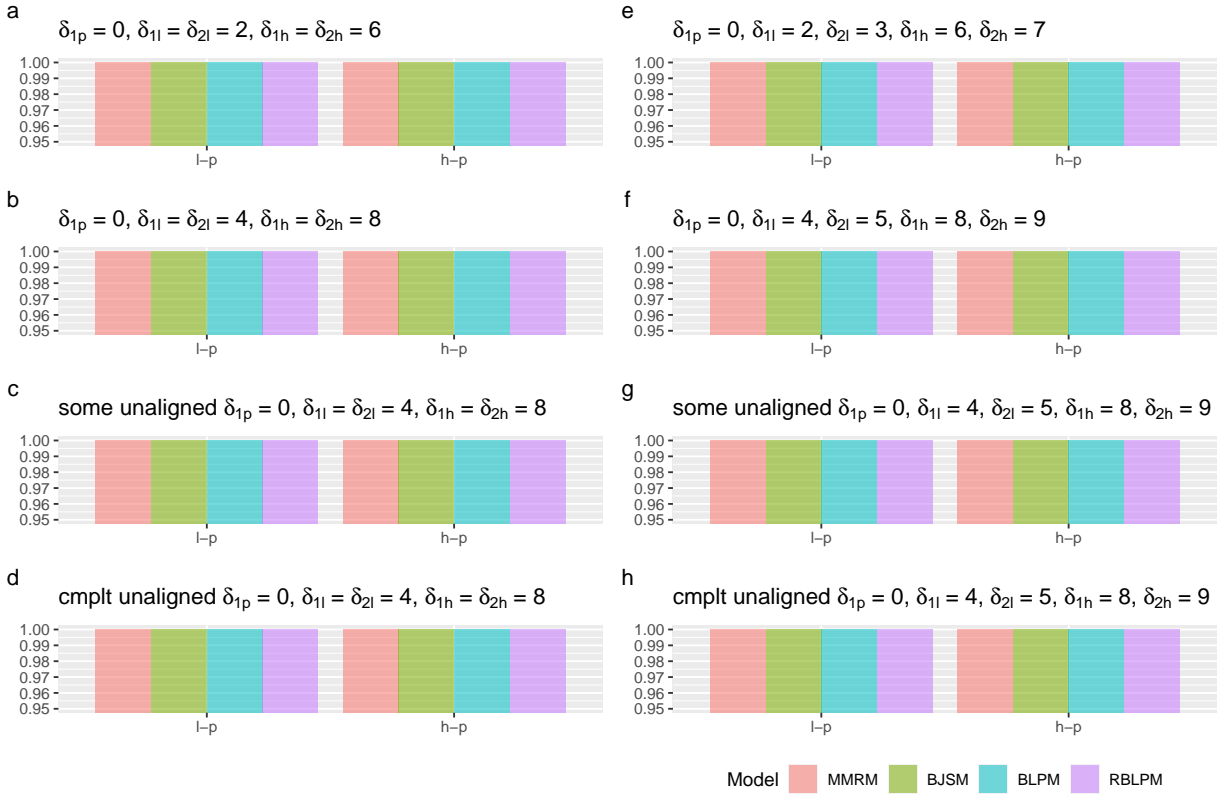 a
δ1p = 0, δ1l = δ2l = 2, δ1h = δ2h = 6
1.00
0.99
0.98
0.97
0.96
0.95
l−p
h−p
b
δ1p = 0, δ1l = δ2l = 4, δ1h = δ2h = 8
1.00
0.99
0.98
0.97
0.96
0.95
l−p
h−p
c
some unaligned δ1p = 0, δ1l = δ2l = 4, δ1h = δ2h = 8
1.00
0.99
0.98
0.97
0.96
0.95
l−p
h−p
d
cmplt unaligned δ1p = 0, δ1l = δ2l = 4, δ1h = δ2h = 8
1.00
0.99
0.98
0.97
0.96
0.95
l−p
h−p
e
δ1p = 0, δ1l = 2, δ2l = 3, δ1h = 6, δ2h = 7
1.00
0.99
0.98
0.97
0.96
0.95
l−p
h−p
f
δ1p = 0, δ1l = 4, δ2l = 5, δ1h = 8, δ2h = 9
1.00
0.99
0.98
0.97
0.96
0.95
l−p
h−p
g
some unaligned δ1p = 0, δ1l = 4, δ2l = 5, δ1h = 8, δ2h = 9
1.00
0.99
0.98
0.97
0.96
0.95
l−p
h−p
h
cmplt unaligned δ1p = 0, δ1l = 4, δ2l = 5, δ1h = 8, δ2h = 9
1.00
0.99
0.98
0.97
0.96
0.95
l−p
h−p
Model MMRM BJSM BLPM RBLPM